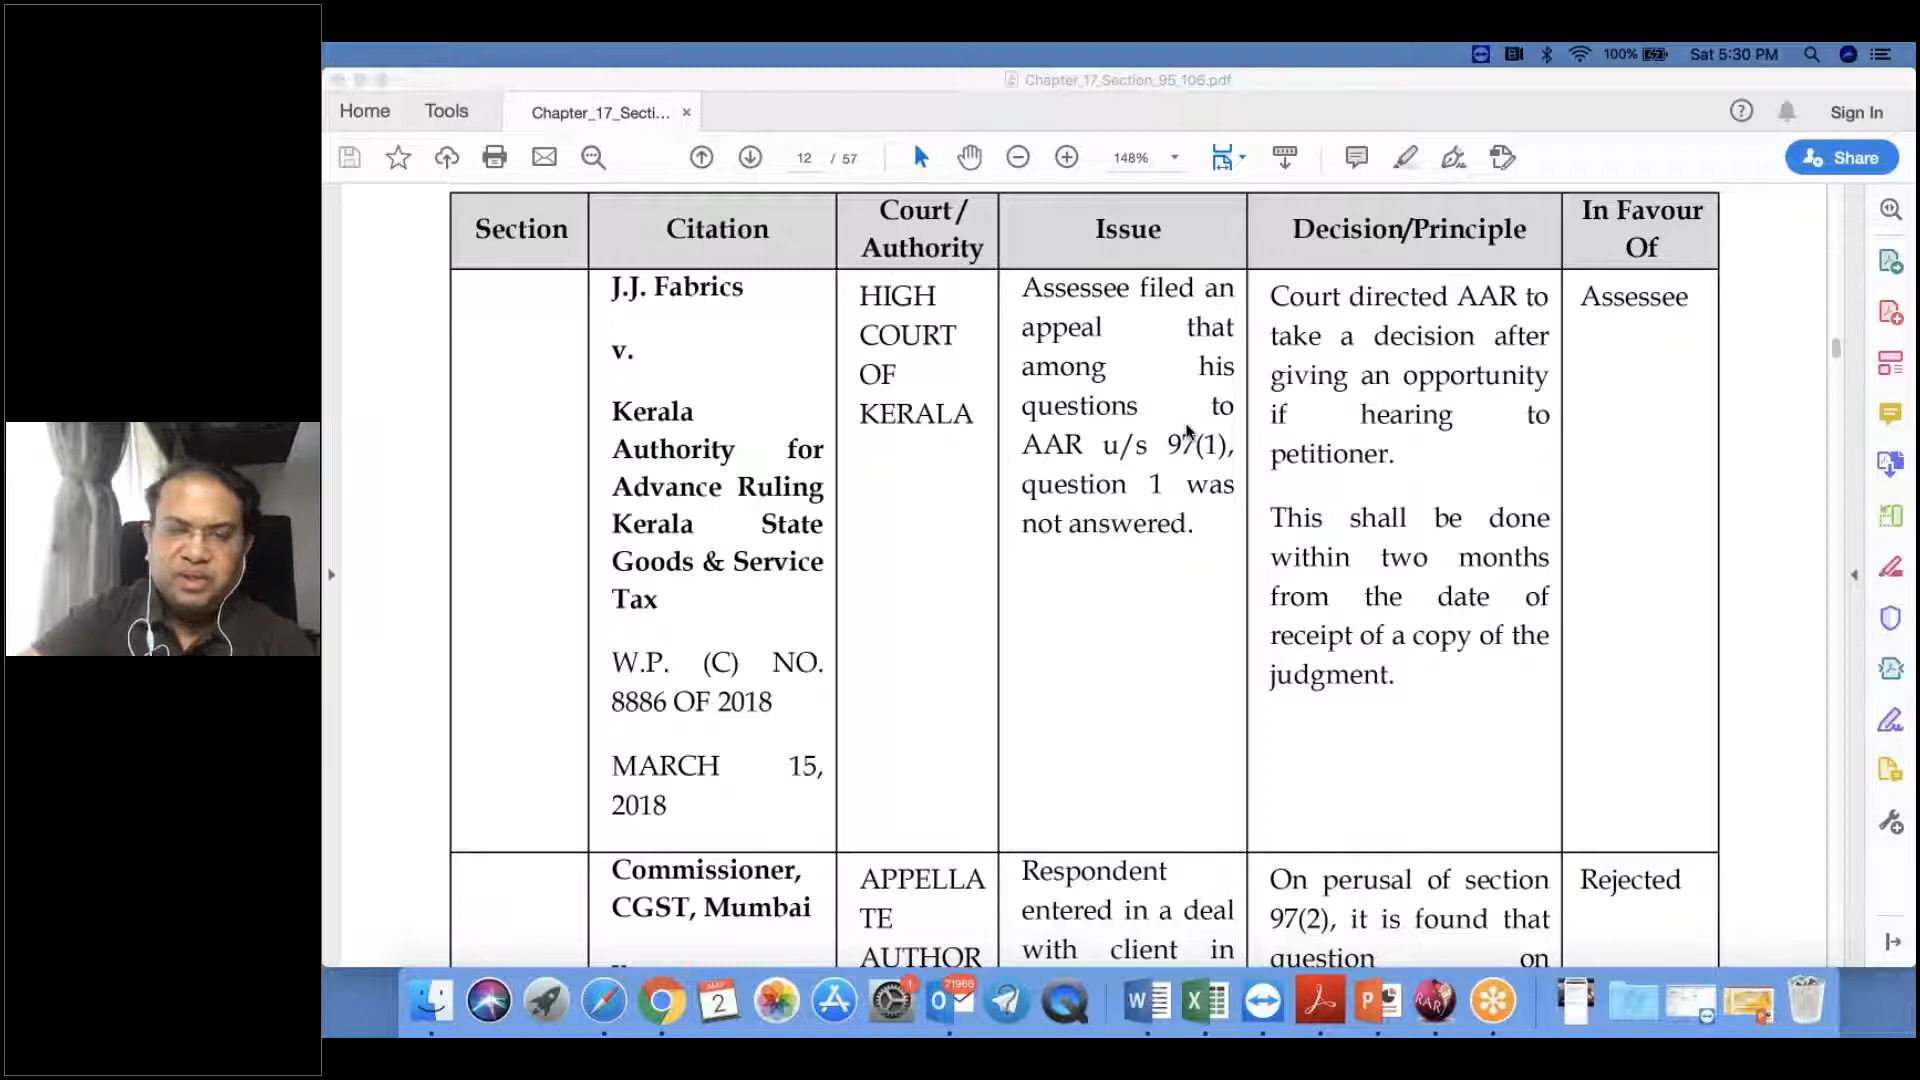 100%
Sat 5:30 PM
Chapter_17_Section_95_106.pdf
Home
Tools
Chapter_17_Secti... ×
Sign In
12 / 57
148%
Share
Section
Citation
Court/
Authority
Issue
Decision/Principle
In Favour
Of
J.J. Fabrics
v.
Kerala
Authority for
Advance Ruling
Kerala State
Goods & Service
Tax
W.P. (C) NO.
8886 OF 2018
MARCH 15,
2018
HIGH
COURT
OF
KERALA
Assessee filed an
appeal that
among his
questions to
AAR u/s 97(1),
question 1 was
not answered.
Court directed AAR to
take a decision after
giving an opportunity
if hearing to
petitioner.
This shall be done
within two months
from the date of
receipt of a copy of the
judgment.
Assessee
Commissioner,
CGST, Mumbai
APPELLA
TE
AUTHOR
Respondent
entered in a deal
with client in
On perusal of section
97(2), it is found that
question on
Rejected
MAY
2
1
71966
RAR